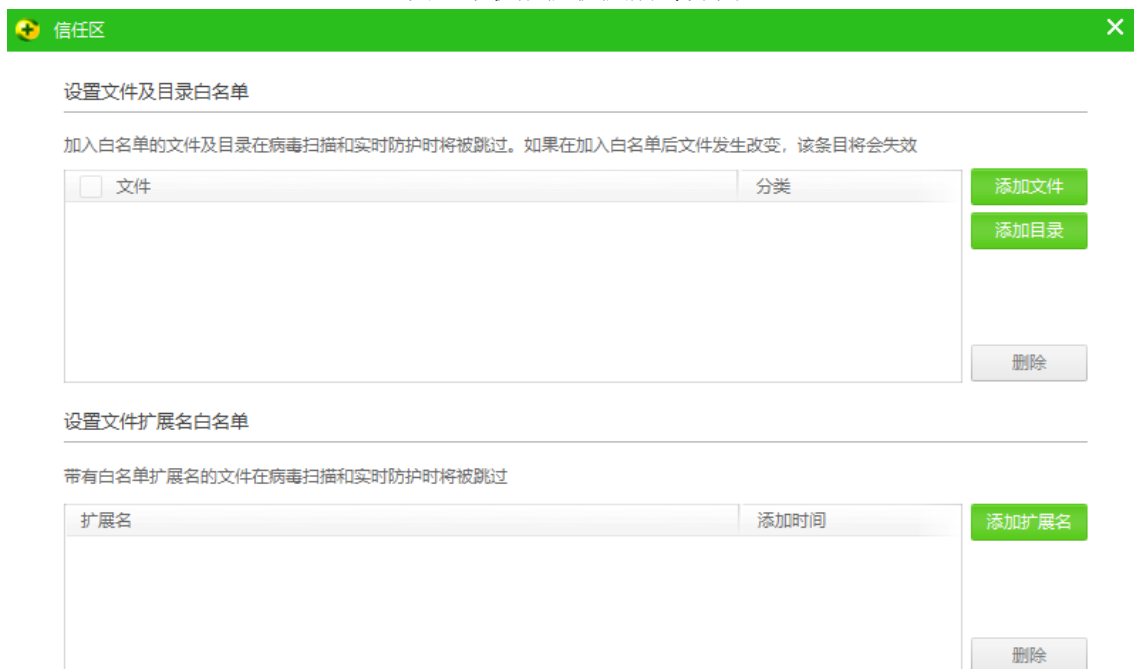 信任区
设置文件及目录白名单
加入白名单的文件及目录在病毒扫描和实时防护时将被跳过。如果在加入白名单后文件发生改变，该条目将会失效
文件 分类 添加文件
添加目录
删除
设置文件扩展名白名单
带有白名单扩展名的文件在病毒扫描和实时防护时将被跳过
扩展名 添加时间 添加扩展名
删除